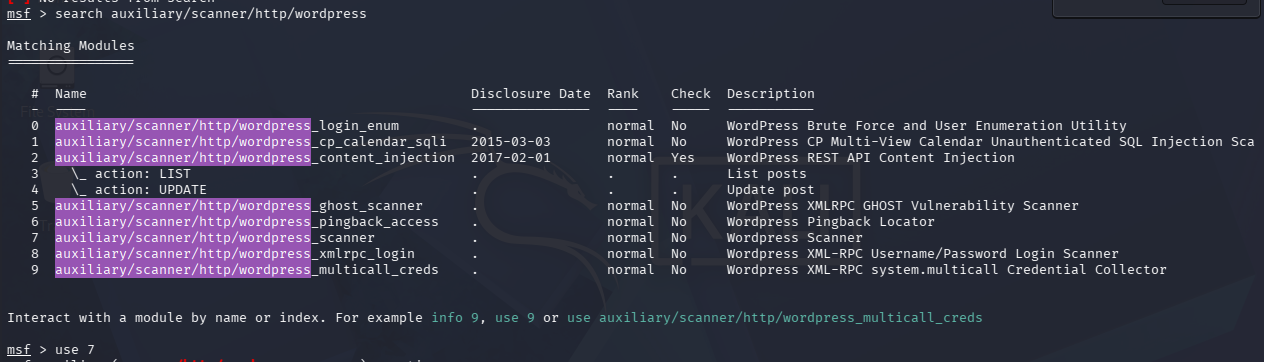 No results from search
msf > search auxiliary/scanner/http/wordpress
Matching Modules
================
# Name Disclosure Date Rank Check Description
- ---- --------------- ---- ----- -----------
0 auxiliary/scanner/http/wordpress_login_enum . normal No WordPress Brute Force and User Enumeration Utility
1 auxiliary/scanner/http/wordpress_cp_calendar_sqli 2015-03-03 normal No WordPress CP Multi-View Calendar Unauthenticated SQL Injection Sca
2 auxiliary/scanner/http/wordpress_content_injection 2017-02-01 normal Yes WordPress REST API Content Injection
3 \_ action: LIST . . . List posts
4 \_ action: UPDATE . . . Update post
5 auxiliary/scanner/http/wordpress_ghost_scanner . normal No WordPress XMLRPC GHOST Vulnerability Scanner
6 auxiliary/scanner/http/wordpress_pingback_access . normal No Wordpress Pingback Locator
7 auxiliary/scanner/http/wordpress_scanner . normal No Wordpress Scanner
8 auxiliary/scanner/http/wordpress_xmlrpc_login . normal No Wordpress XML-RPC Username/Password Login Scanner
9 auxiliary/scanner/http/wordpress_multicall_creds . normal No Wordpress XML-RPC system.multicall Credential Collector
Interact with a module by name or index. For example info 9, use 9 or use auxiliary/scanner/http/wordpress_multicall_creds
msf > use 7